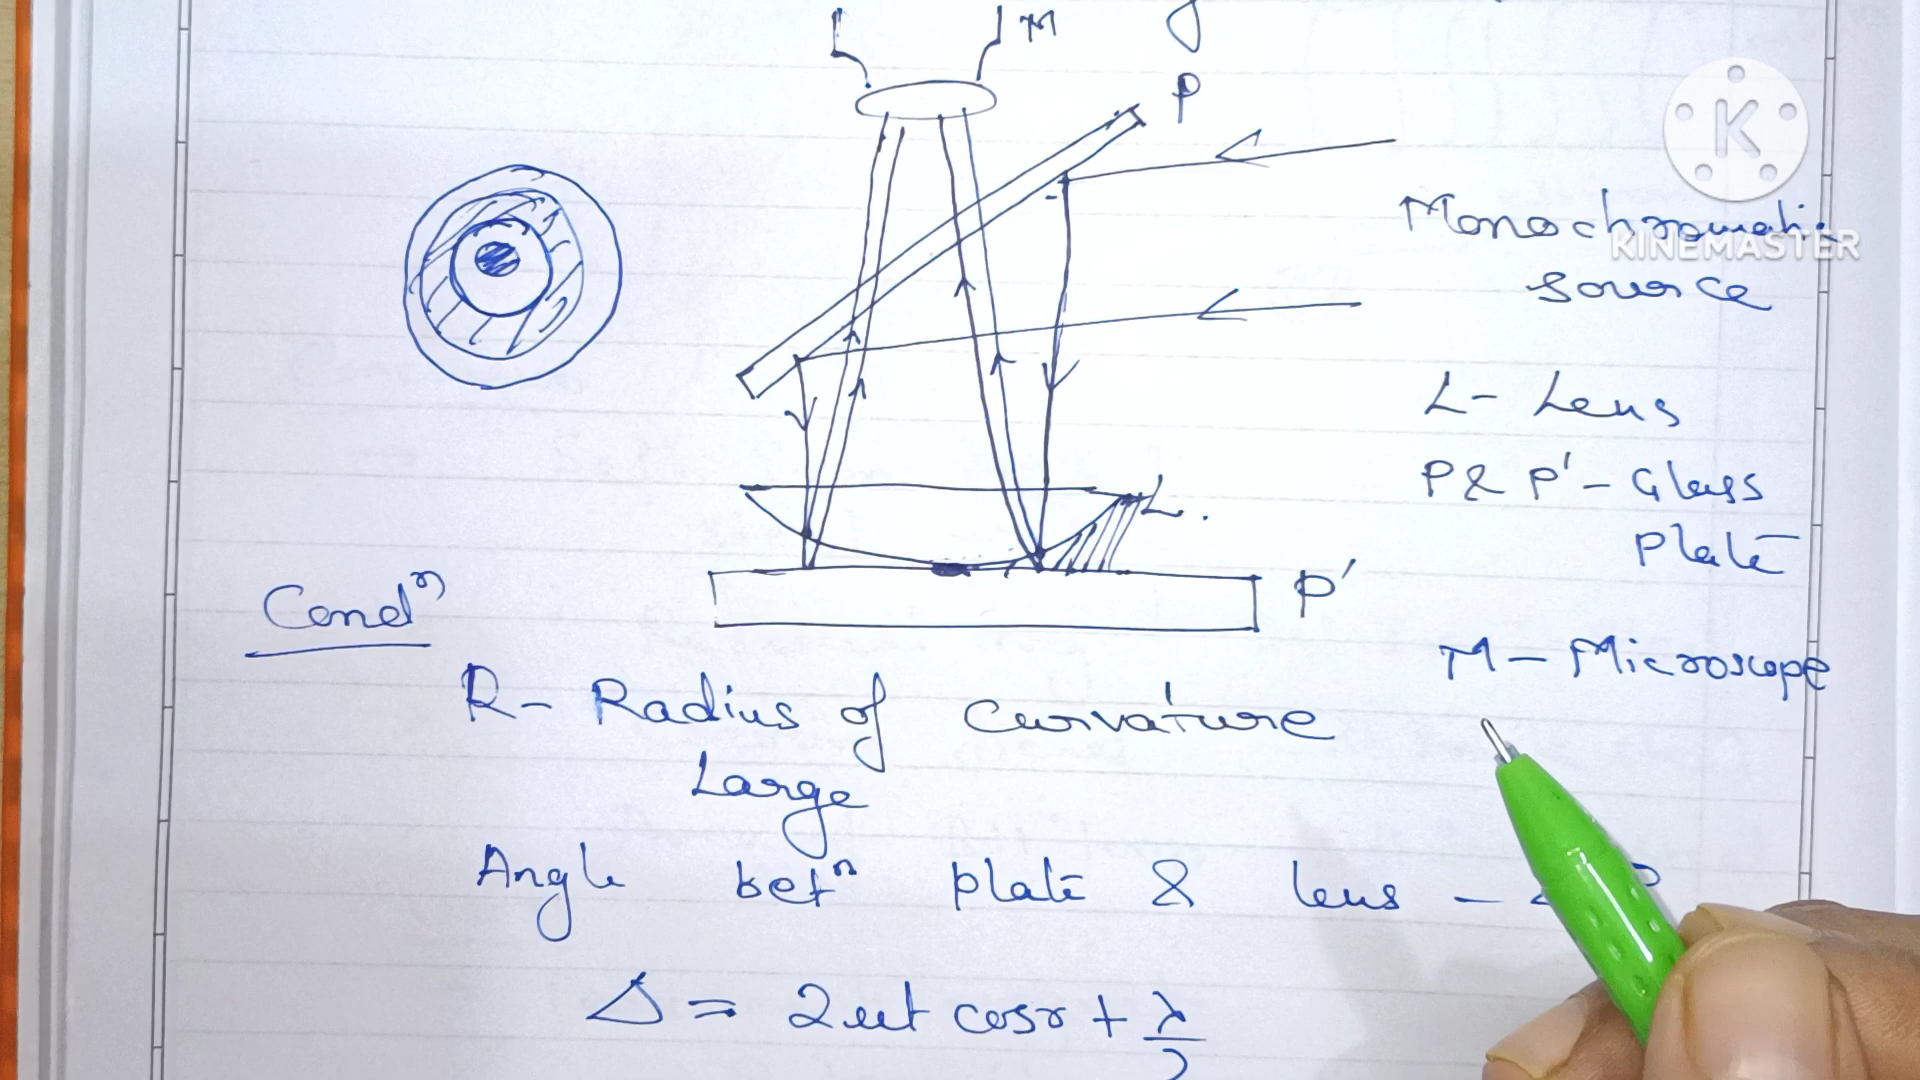 M
P
Monochromatic
source
K
KINEMASTER
L- Lens
P & P' - Glass
Plate
L.
P'
M - Microscope
Condⁿ
R- Radius of curvature
Large
Angle betⁿ plate & lens -
Δ = 2μt cosr + λ/2